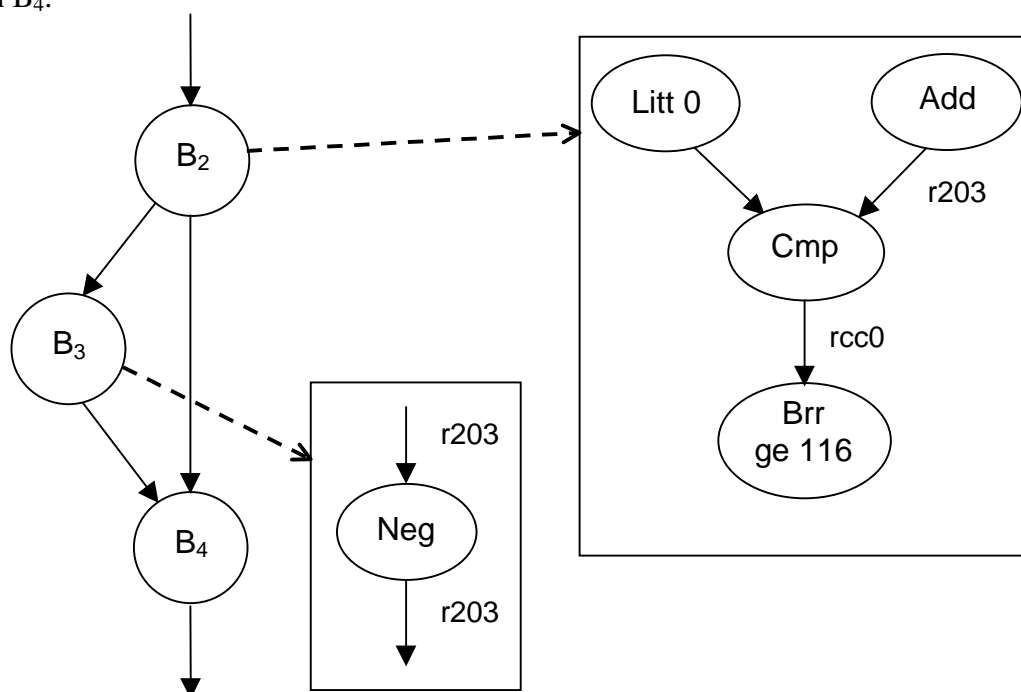 B₄.
B₂
Litt 0
Add
r203
Cmp
rcc0
B₃
Brr
ge 116
r203
Neg
B₄
r203